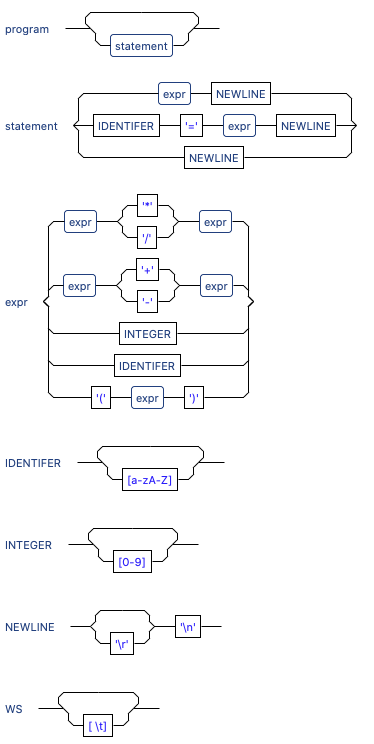 program
statement
expr NEWLINE
statement IDENTIFER '=' expr NEWLINE
NEWLINE
'*'
expr expr
'/'
'+'
expr expr
'-'
expr
INTEGER
IDENTIFER
'(' expr ')'
IDENTIFER
[a-zA-Z]
INTEGER
[0-9]
NEWLINE '\n'
'\r'
WS
[ \t]